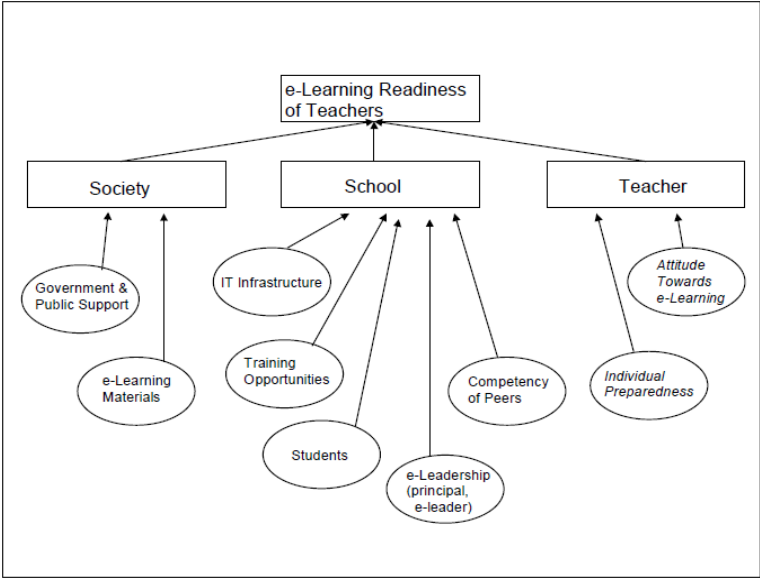 e-Learning Readiness
of Teachers
Society
School
Teacher
Government &
Public Support
IT Infrastructure
Attitude
Towards
e-Learning
e-Learning
Materials
Training
Opportunities
Competency
of Peers
Individual
Preparedness
Students
e-Leadership
(principal,
e-leader)